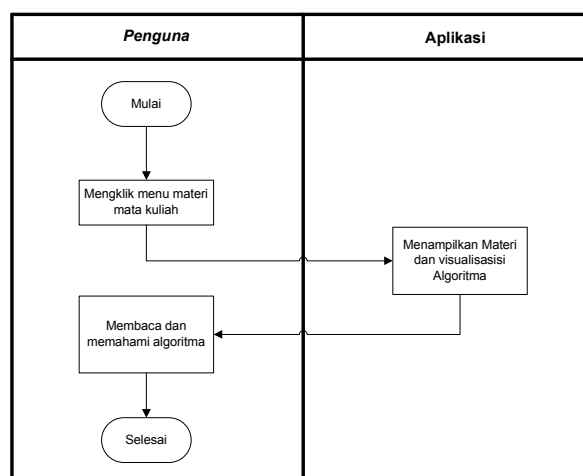 Penguna
Aplikasi
Mulai
Mengklik menu materi
mata kuliah
Menampilkan Materi
dan visualisasisi
Algoritma
Membaca dan
memahami algoritma
Selesai